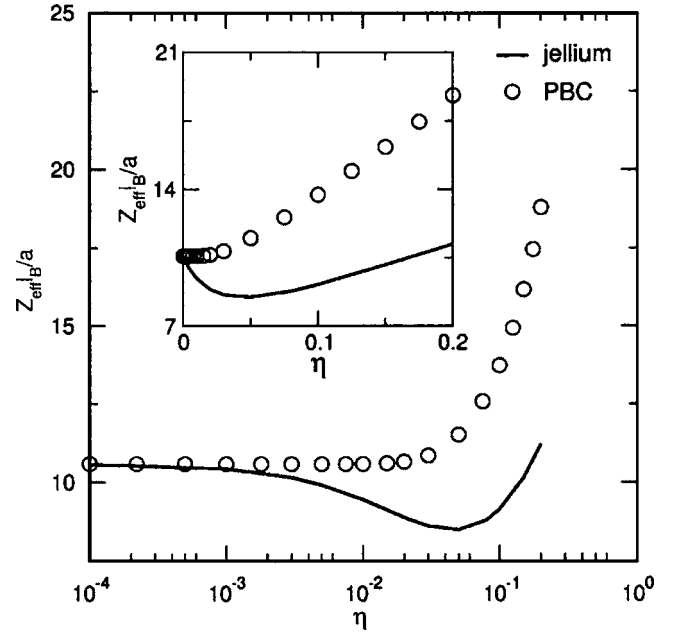 25
20
15
10
Z_eff l_B/a
10^-4
10^-3
10^-2
10^-1
10^0
η
jellium
PBC
21
14
7
Z_eff l_B/a
0
0.1
0.2
η